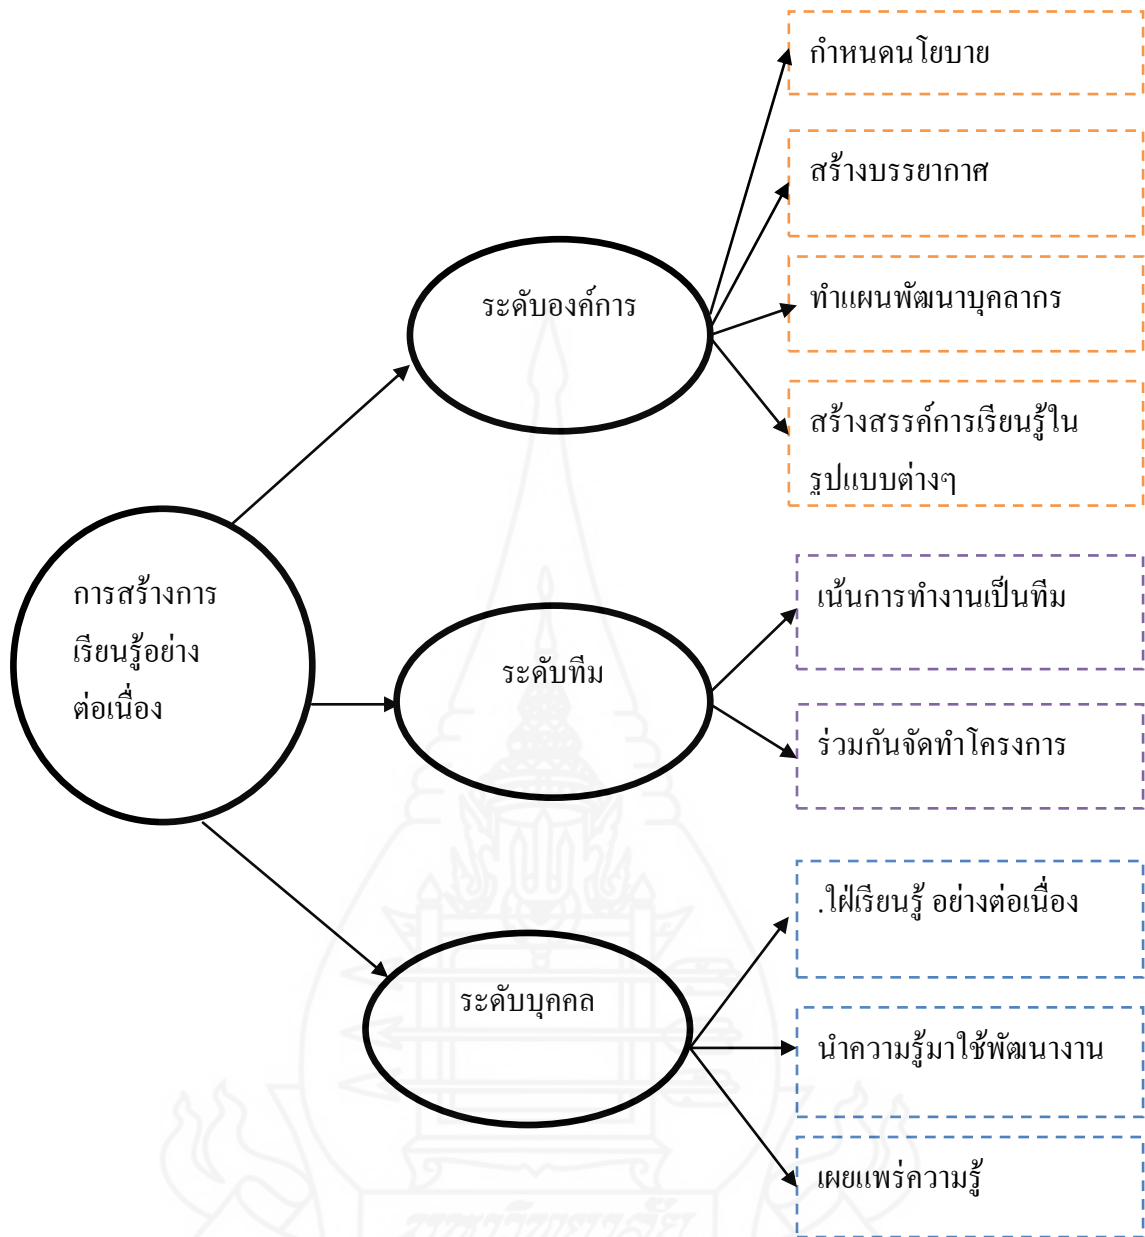 กำหนดนโยบาย
สร้างบรรยากาศ
ระดับองค์การ
ทำแผนพัฒนาบุคลากร
สร้างสรรค์การเรียนรู้ใน
รูปแบบต่างๆ
การสร้างการ
เรียนรู้อย่าง
ต่อเนื่อง
ระดับทีม
เน้นการทำงานเป็นทีม
ร่วมกันจัดทำโครงการ
ระดับบุคคล
.ใฝ่เรียนรู้ อย่างต่อเนื่อง
นำความรู้มาใช้พัฒนางาน
เผยแพร่ความรู้